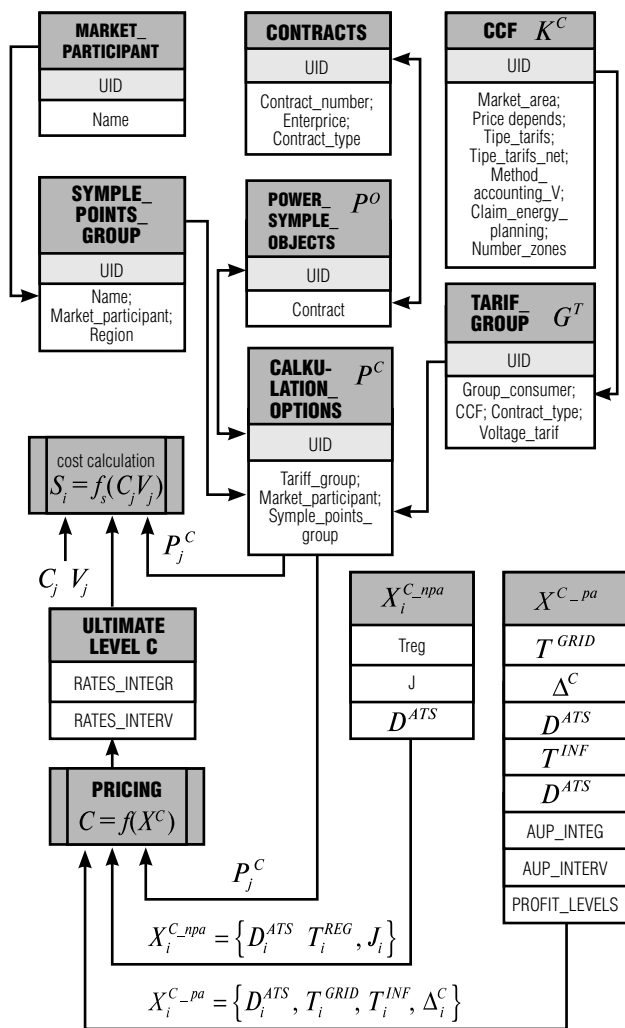 MARKET_
PARTICIPANT
UID
Name
CONTRACTS
UID
Contract_number;
Enterprice;
Contract_type
CCF K^C
UID
Market_area;
Price depends;
Tipe_tarifs;
Tipe_tarifs_net;
Method_
accounting_V;
Claim_energy_
planning;
Number_zones
SYMPLE_
POINTS_
GROUP
UID
Name;
Market_participant;
Region
POWER_
SYMPLE_
OBJECTS
P^O
UID
Contract
TARIF_
GROUP G^T
UID
Group_consumer;
CCF; Contract_type;
Voltage_tarif
CALKU-
LATION_
OPTIONS
P^C
UID
Tariff_group;
Market_participant;
Symple_points_
group
cost calculation
S_i = f_s(C_j V_j)
P_j^C
C_j V_j
ULTIMATE
LEVEL C
RATES_INTEGR
RATES_INTERV
PRICING
C = f(X^C)
X_i^{C_npa}
Treg
J
D^{ATS}
X^{C_pa}
T^{GRID}
Δ^C
D^{ATS}
T^{INF}
D^{ATS}
AUP_INTEG
AUP_INTERV
PROFIT_LEVELS
P_j^C
X_i^{C_npa} = {D_i^{ATS} T_i^{REG}, J_i}
X_i^{C_pa} = {D_i^{ATS}, T_i^{GRID}, T_i^{INF}, Δ_i^C}